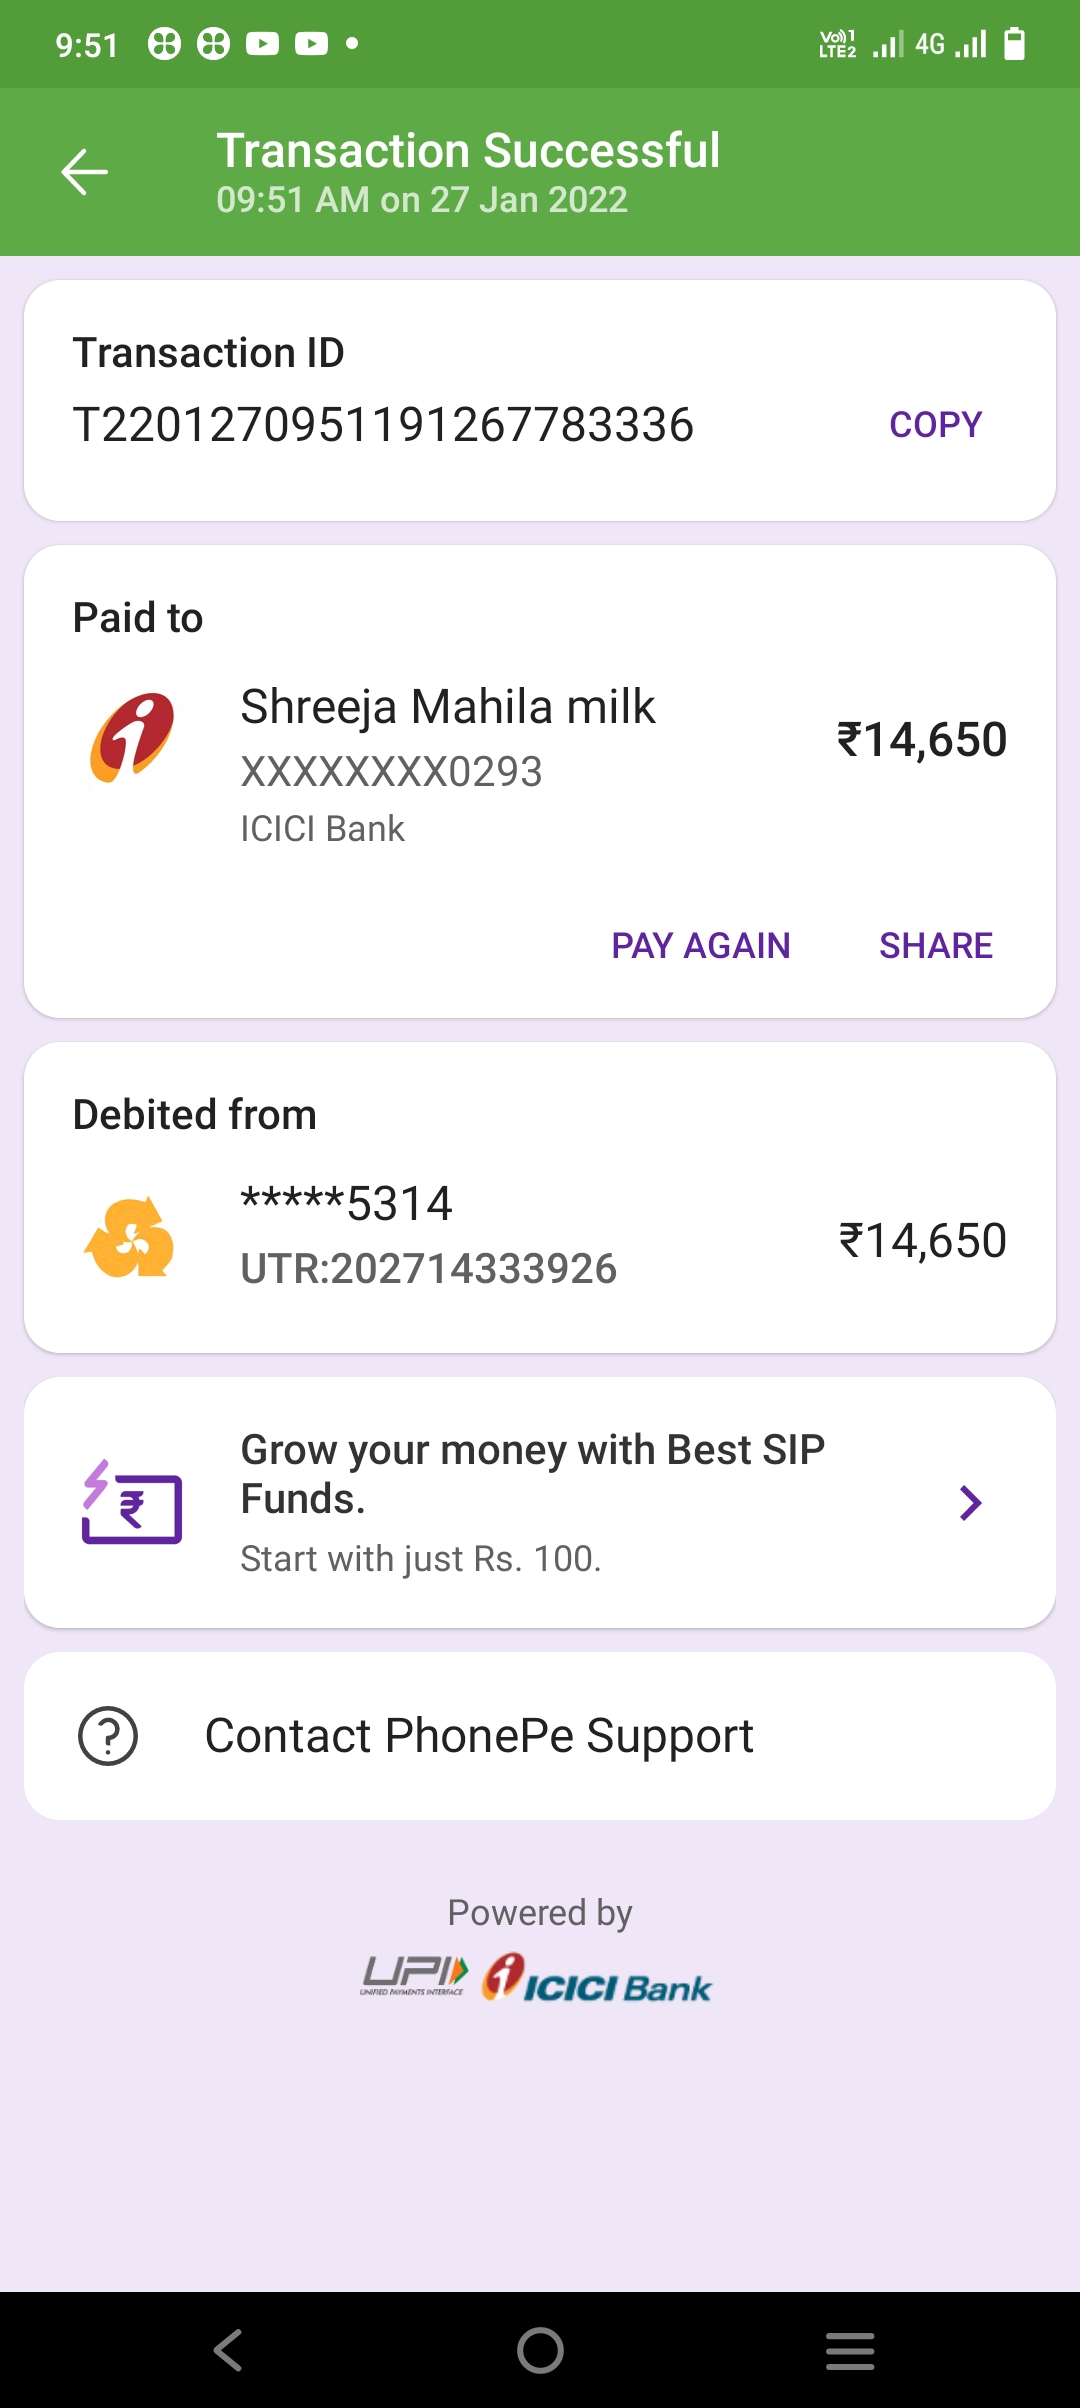 9:51
Vo))1
LTE2
4G
Transaction Successful
09:51 AM on 27 Jan 2022
Transaction ID
T2201270951191267783336
COPY
Paid to
Shreeja Mahila milk
₹14,650
XXXXXXXX0293
ICICI Bank
PAY AGAIN
SHARE
Debited from
*****5314
₹14,650
UTR:202714333926
Grow your money with Best SIP
Funds.
Start with just Rs. 100.
Contact PhonePe Support
Powered by
UPI
UNIFIED PAYMENTS INTERFACE
ICICI Bank